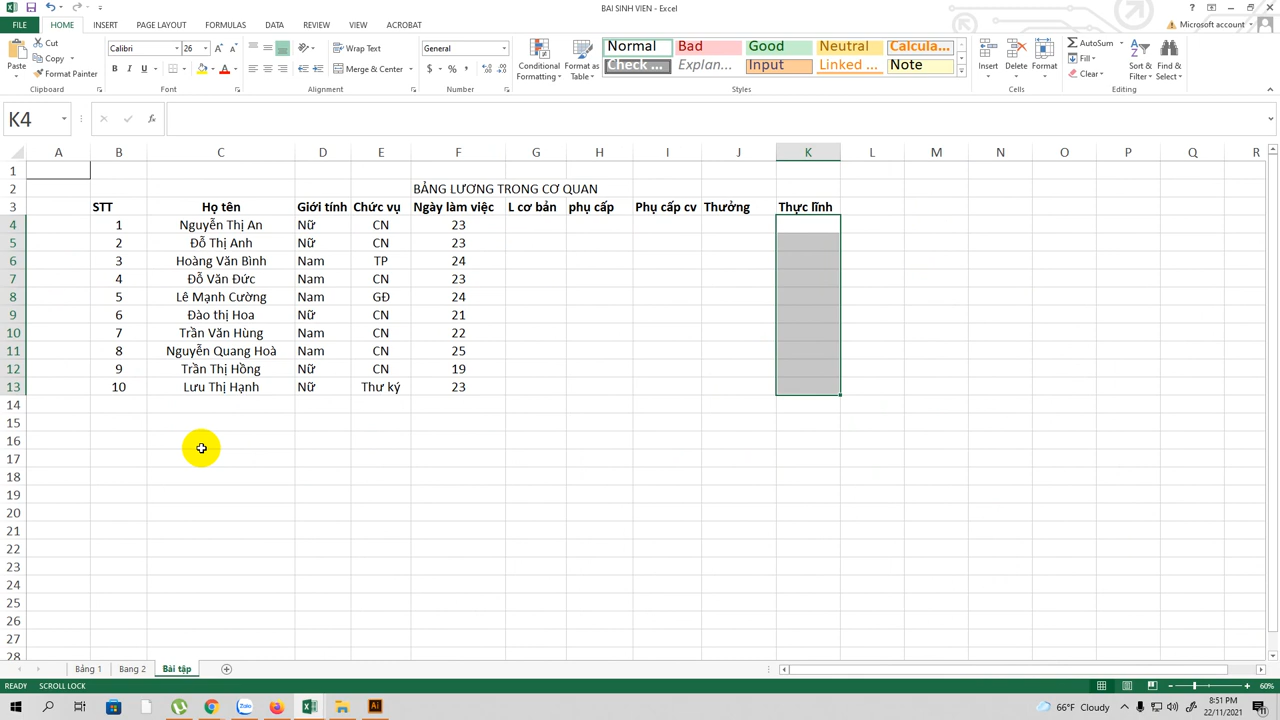 BAI SINH VIEN - Excel
FILE HOME INSERT PAGE LAYOUT FORMULAS DATA REVIEW VIEW ACROBAT Microsoft account
Cut
Copy
Format Painter
Paste
Calibri 26
B I U
Wrap Text
Merge & Center
General
$ % ,
Conditional Formatting
Format as Table
Normal Bad Good Neutral Calcula...
Check ... Explan... Input Linked ... Note
Insert Delete Format
AutoSum
Fill
Clear
Sort & Filter
Find & Select
Clipboard Font Alignment Number Styles Cells Editing
K4 fx
A B C D E F G H I J K L M N O P Q R
1
2 BẢNG LƯƠNG TRONG CƠ QUAN
3 STT Họ tên Giới tính Chức vụ Ngày làm việc L cơ bản phụ cấp Phụ cấp cv Thưởng Thực lĩnh
4 1 Nguyễn Thị An Nữ CN 23
5 2 Đỗ Thị Anh Nữ CN 23
6 3 Hoàng Văn Bình Nam TP 24
7 4 Đỗ Văn Đức Nam CN 23
8 5 Lê Mạnh Cường Nam GĐ 24
9 6 Đào thị Hoa Nữ CN 21
10 7 Trần Văn Hùng Nam CN 22
11 8 Nguyễn Quang Hoà Nam CN 25
12 9 Trần Thị Hồng Nữ CN 19
13 10 Lưu Thị Hạnh Nữ Thư ký 23
14
15
16
17
18
19
20
21
22
23
24
25
26
27
28
Bảng 1 Bang 2 Bài tập
READY SCROLL LOCK 60%
Zalo Ai 66°F Cloudy 8:51 PM
22/11/2021